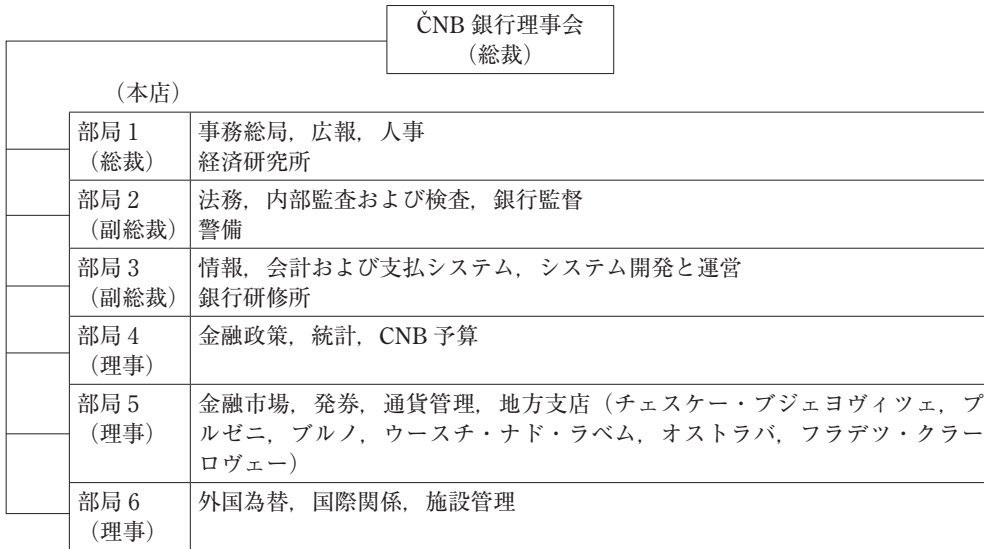 ČNB 銀行理事会
（総裁）
（本店）
部局 1
（総裁）
事務総局，広報，人事
経済研究所
部局 2
（副総裁）
法務，内部監査および検査，銀行監督
警備
部局 3
（副総裁）
情報，会計および支払システム，システム開発と運営
銀行研修所
部局 4
（理事）
金融政策，統計，CNB 予算
部局 5
（理事）
金融市場，発券，通貨管理，地方支店（チェスケー・ブジェヨヴィツェ，プ
ルゼニ，ブルノ，ウースチ・ナド・ラベム，オストラバ，フラデツ・クラー
ロヴェー）
部局 6
（理事）
外国為替，国際関係，施設管理